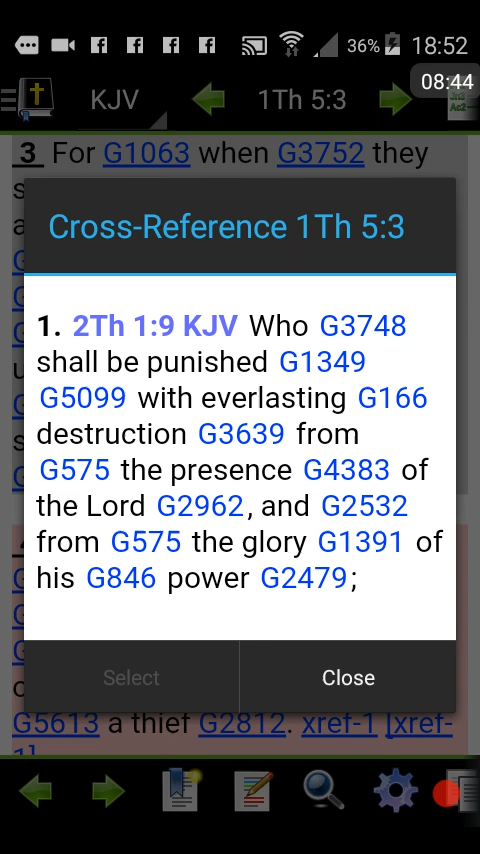 36% 18:52
08:44
KJV 1Th 5:3
3 For G1063 when G3752 they
Cross-Reference 1Th 5:3
1. 2Th 1:9 KJV Who G3748
shall be punished G1349
G5099 with everlasting G166
destruction G3639 from
G575 the presence G4383 of
the Lord G2962, and G2532
from G575 the glory G1391 of
his G846 power G2479;
Select Close
G5613 a thief G2812. xref-1 [xref-
1]